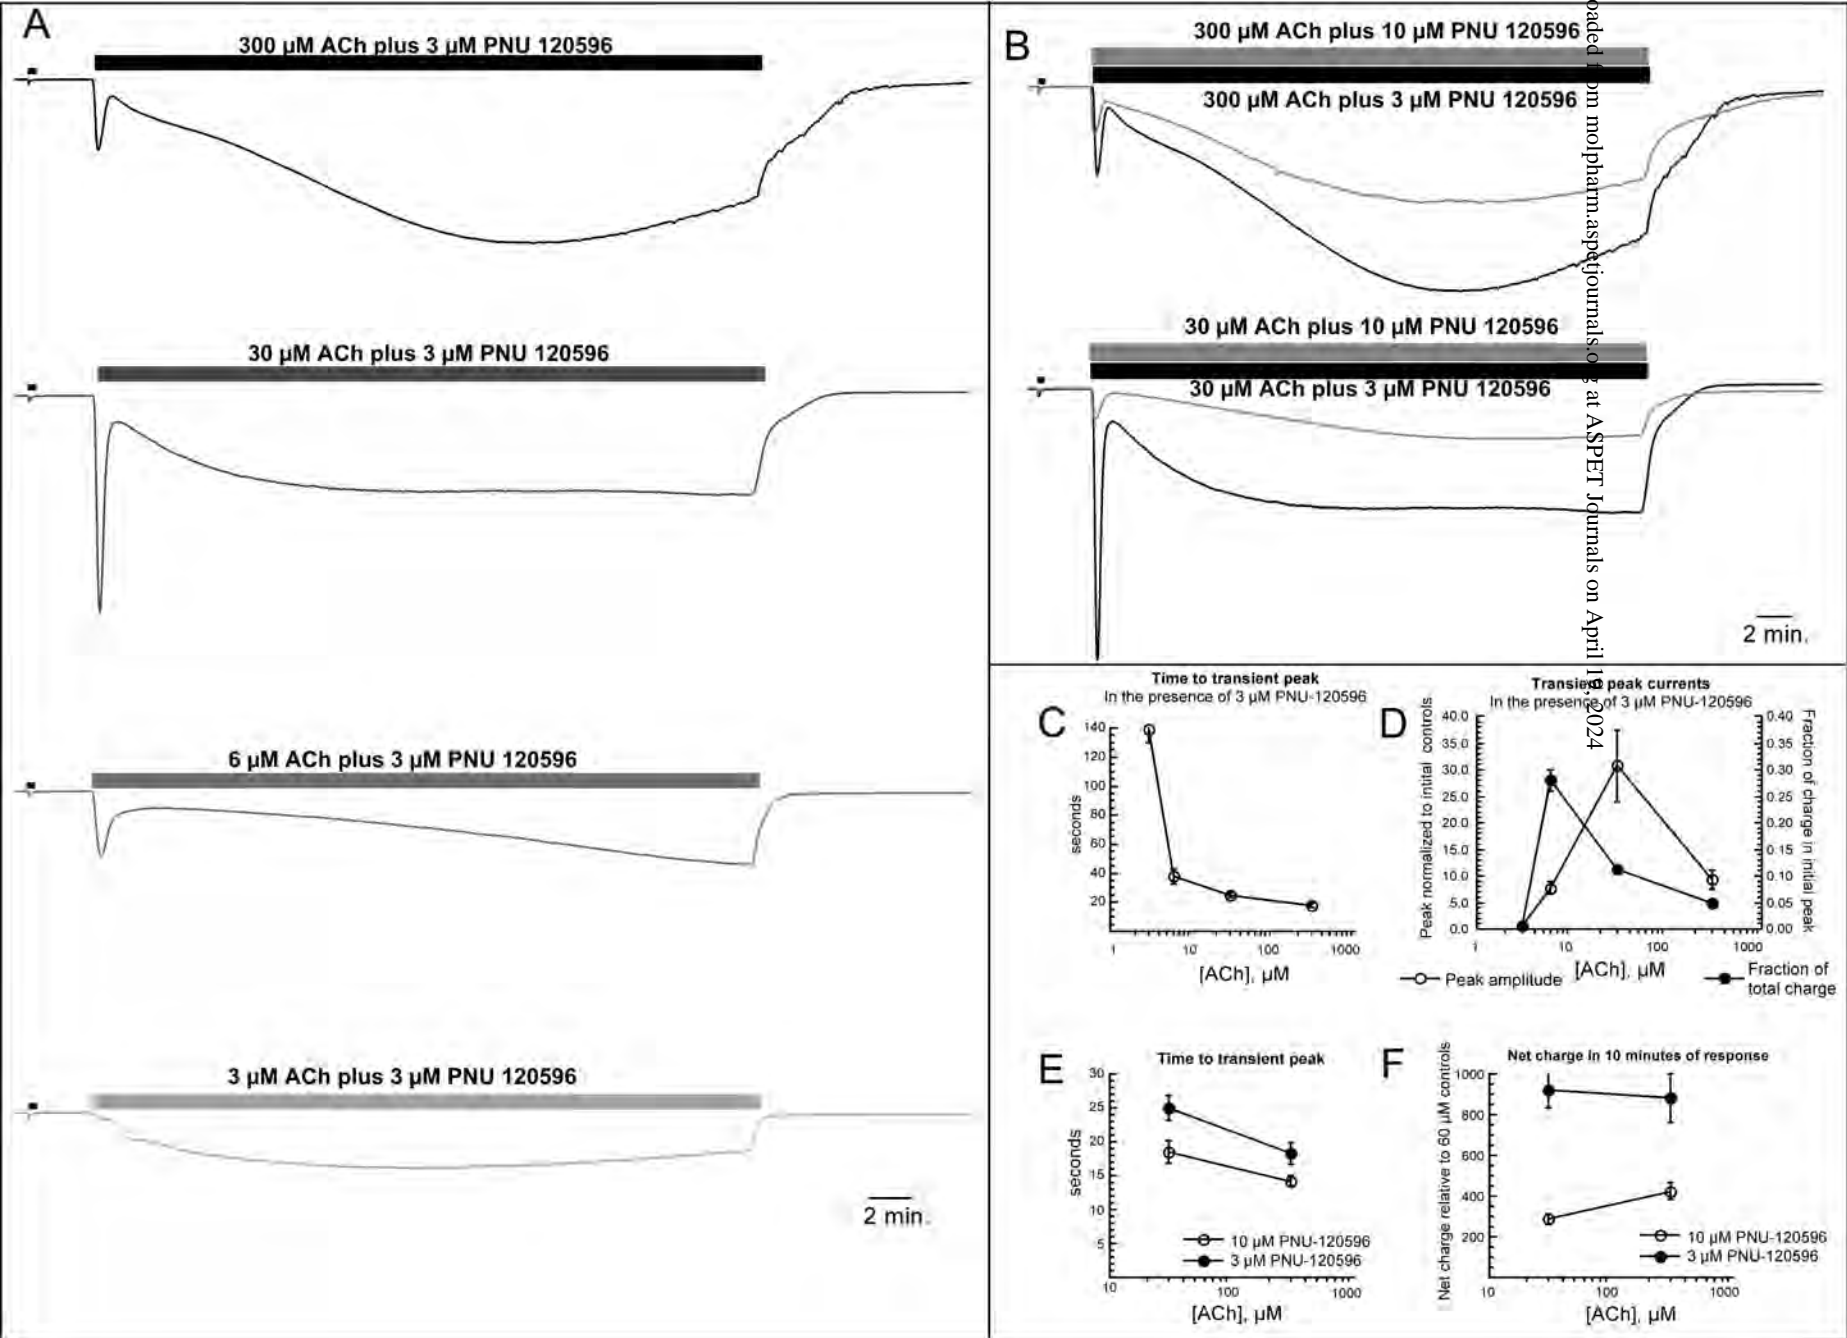 A
300 µM ACh plus 3 µM PNU 120596
30 µM ACh plus 3 µM PNU 120596
6 µM ACh plus 3 µM PNU 120596
3 µM ACh plus 3 µM PNU 120596
2 min.
B
300 µM ACh plus 10 µM PNU 120596
300 µM ACh plus 3 µM PNU 120596
30 µM ACh plus 10 µM PNU 120596
30 µM ACh plus 3 µM PNU 120596
2 min.
oaded from molpharm.aspetjournals.org at ASPET Journals on April 19, 2024
C
Time to transient peak
In the presence of 3 µM PNU-120596
seconds
140
120
100
80
60
40
20
1 10 100 1000
[ACh], µM
D
Transient peak currents
In the presence of 3 µM PNU-120596
Peak normalized to intitial controls
40.0
35.0
30.0
25.0
20.0
15.0
10.0
5.0
0.0
0.40
0.35
0.30
0.25
0.20
0.15
0.10
0.05
0.00
Fraction of charge in initial peak
1 10 100 1000
[ACh], µM
Peak amplitude
Fraction of
total charge
E
Time to transient peak
seconds
30
25
20
15
10
5
10 µM PNU-120596
3 µM PNU-120596
10 100 1000
[ACh], µM
F
Net charge in 10 minutes of response
Net charge relative to 60 µM controls
1000
800
600
400
200
10 µM PNU-120596
3 µM PNU-120596
10 100 1000
[ACh], µM